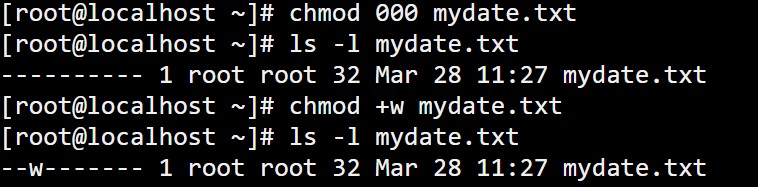 [root@localhost ~]# chmod 000 mydate.txt
[root@localhost ~]# ls -l mydate.txt
---------- 1 root root 32 Mar 28 11:27 mydate.txt
[root@localhost ~]# chmod +w mydate.txt
[root@localhost ~]# ls -l mydate.txt
--w------- 1 root root 32 Mar 28 11:27 mydate.txt